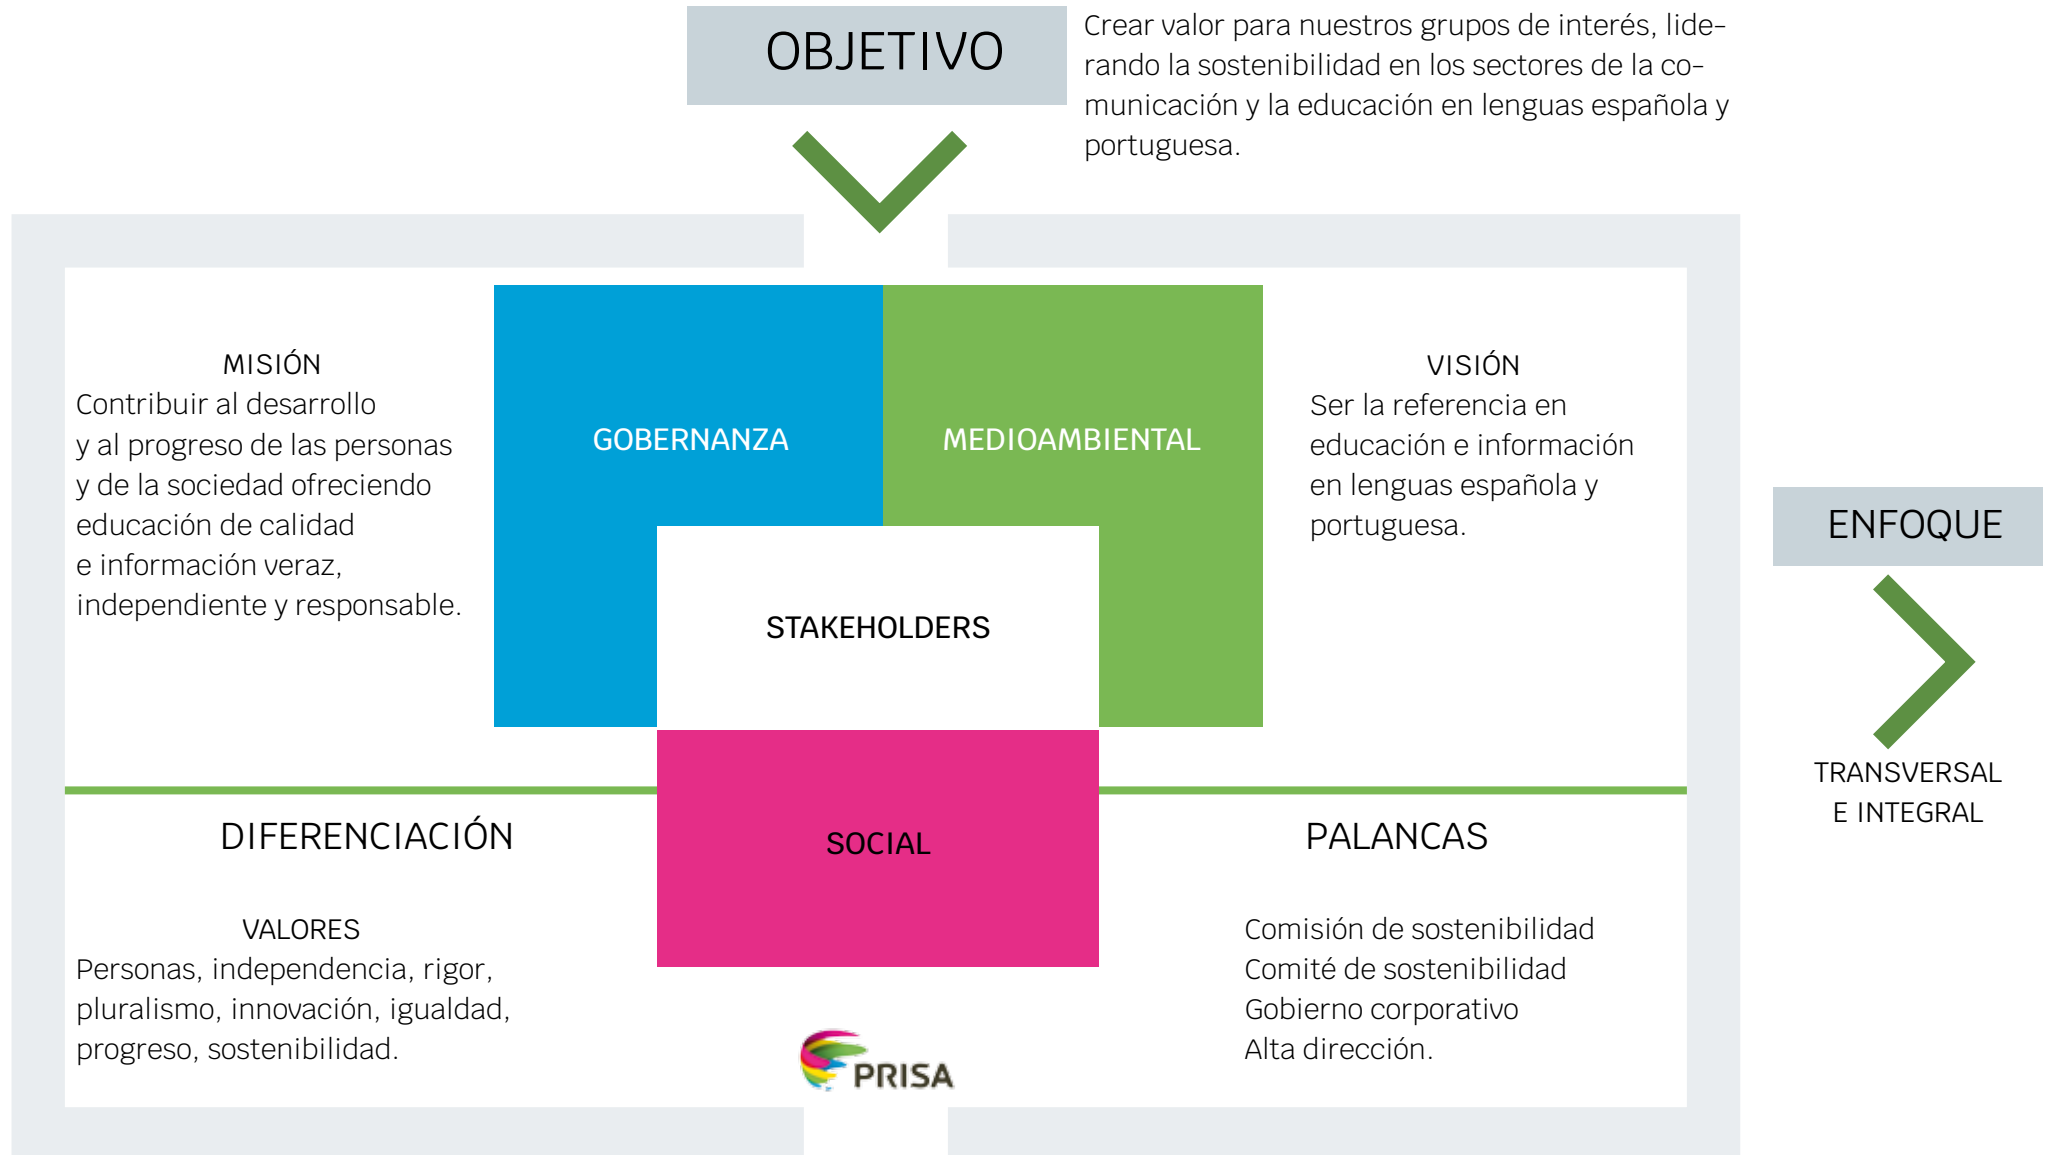 OBJETIVO
Crear valor para nuestros grupos de interés, lide-
rando la sostenibilidad en los sectores de la co-
municación y la educación en lenguas española y
portuguesa.
MISIÓN
Contribuir al desarrollo
y al progreso de las personas
y de la sociedad ofreciendo
educación de calidad
e información veraz,
independiente y responsable.
GOBERNANZA
MEDIOAMBIENTAL
STAKEHOLDERS
VISIÓN
Ser la referencia en
educación e información
en lenguas española y
portuguesa.
ENFOQUE
TRANSVERSAL
E INTEGRAL
DIFERENCIACIÓN
VALORES
Personas, independencia, rigor,
pluralismo, innovación, igualdad,
progreso, sostenibilidad.
SOCIAL
PRISA
PALANCAS
Comisión de sostenibilidad
Comité de sostenibilidad
Gobierno corporativo
Alta dirección.